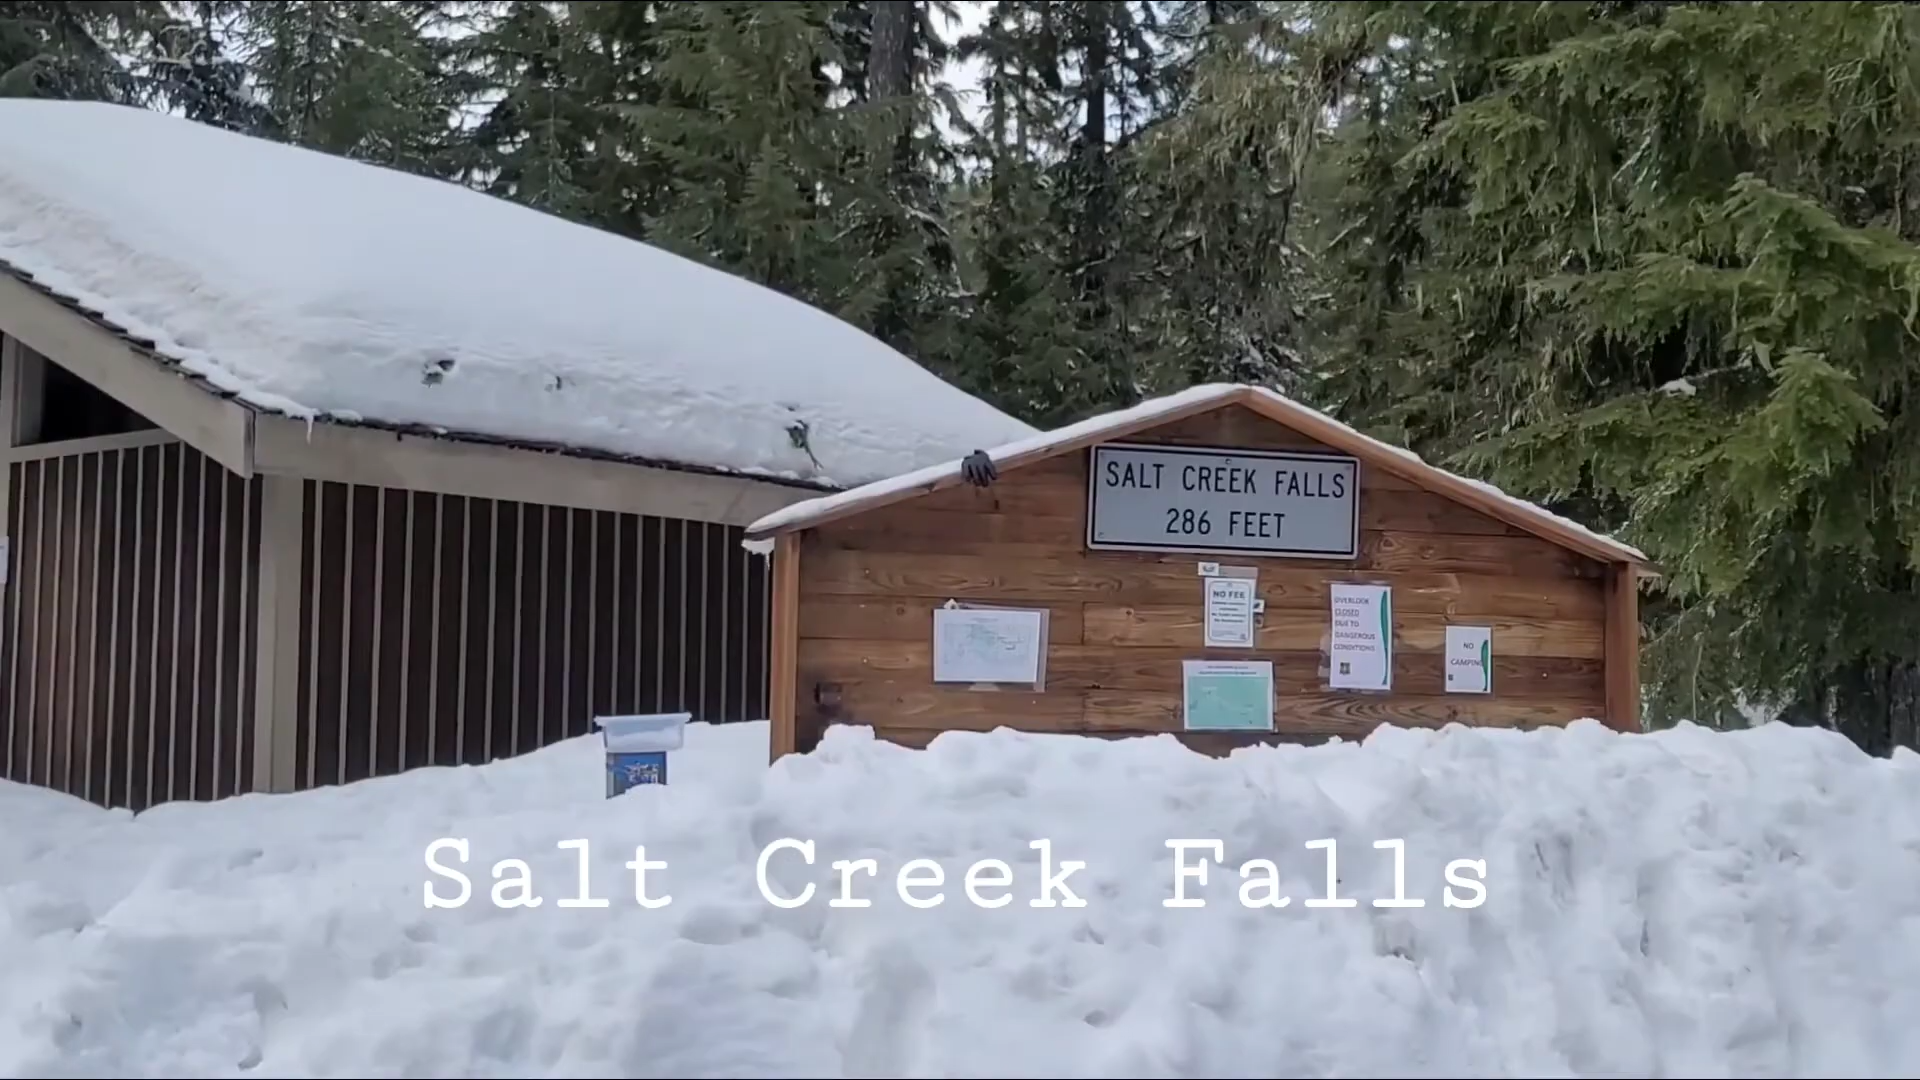 SALT CREEK FALLS
286 FEET
NO FEE
OVERLOOK
CLOSED
DUE TO
DANGEROUS
CONDITIONS
NO
CAMPING
Salt Creek Falls